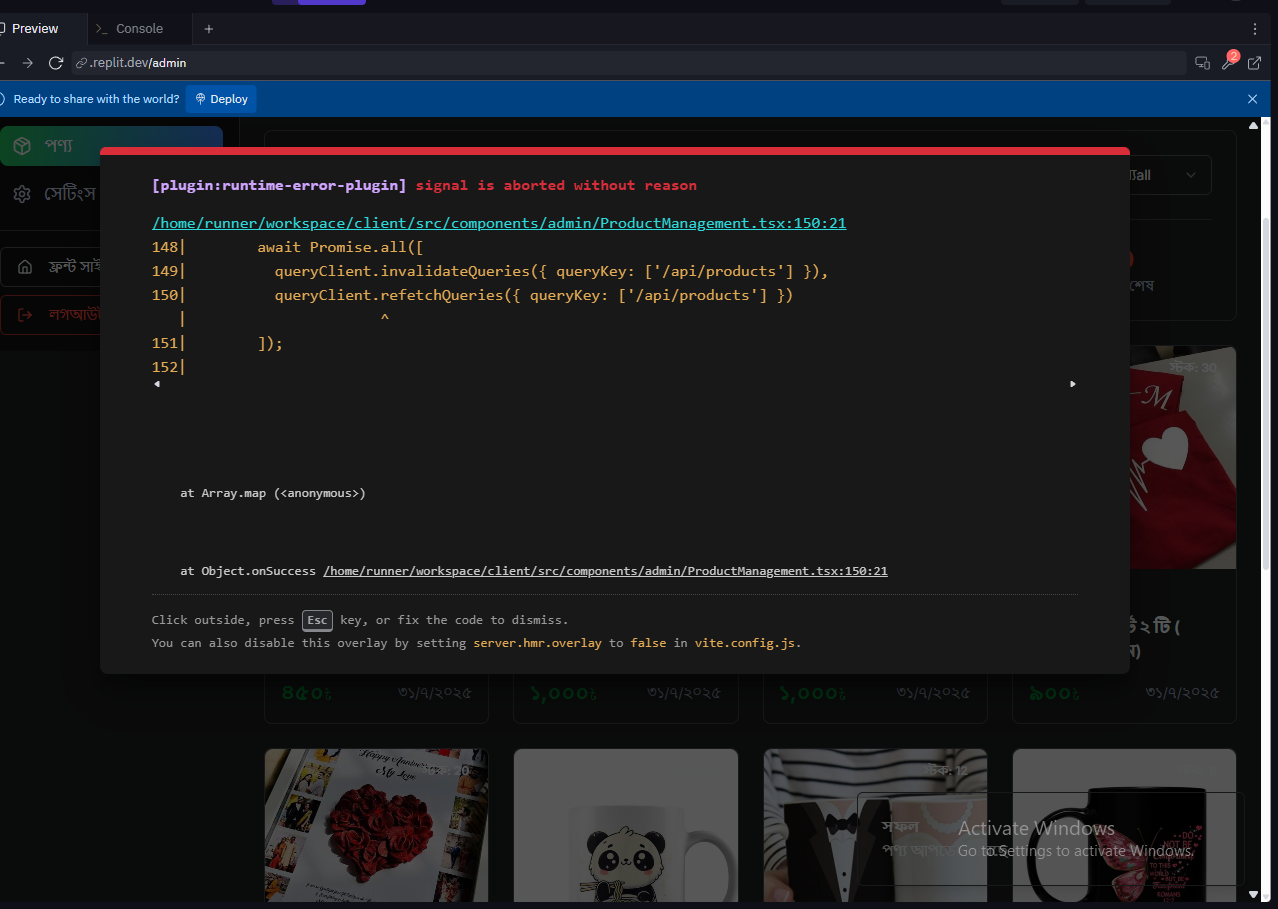 Preview
Console
.replit.dev/admin
2
Ready to share with the world?
Deploy
পণ্য
সেটিংস
ফ্রন্ট সাই
লগআউট
all
শেষ
[plugin:runtime-error-plugin] signal is aborted without reason
/home/runner/workspace/client/src/components/admin/ProductManagement.tsx:150:21
148|        await Promise.all([
149|          queryClient.invalidateQueries({ queryKey: ['/api/products'] }),
150|          queryClient.refetchQueries({ queryKey: ['/api/products'] })
|                      ^
151|        ]);
152|
at Array.map (<anonymous>)
at Object.onSuccess /home/runner/workspace/client/src/components/admin/ProductManagement.tsx:150:21
Click outside, press Esc key, or fix the code to dismiss.
You can also disable this overlay by setting server.hmr.overlay to false in vite.config.js.
স্টক: 30
M
২ টি (
৪৫০৳
৩১/৭/২০২৫
১,০০০৳
৩১/৭/২০২৫
১,০০০৳
৩১/৭/২০২৫
৯০০৳
৩১/৭/২০২৫
Happy Anniversary
My Love
স্টক: 20
স্টক: 12
সফল
পণ্য
Activate Windows
Go to Settings to activate Windows.